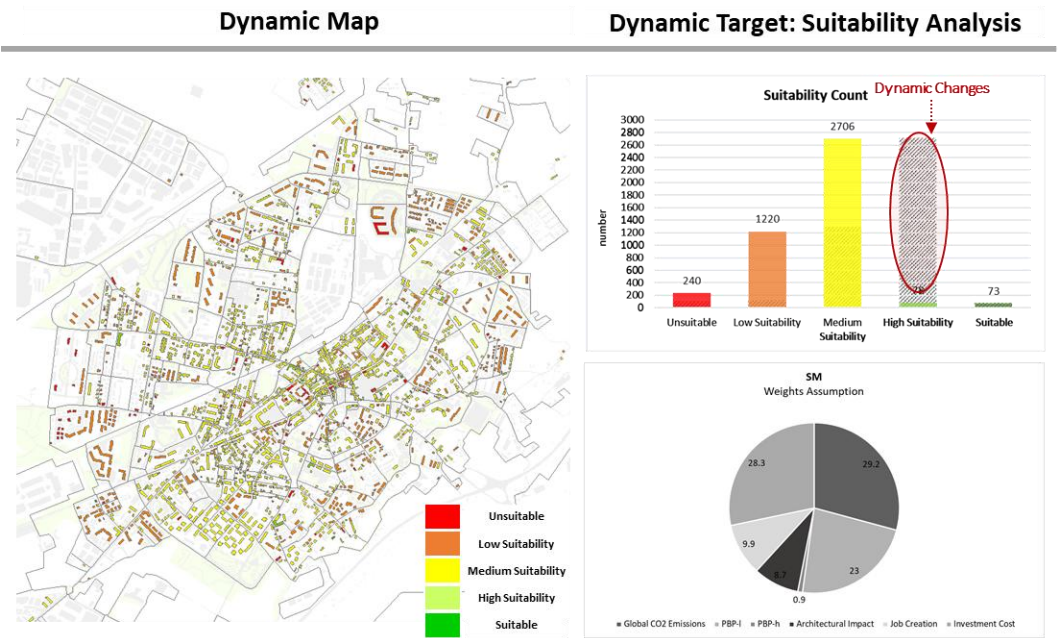 Dynamic Map
Dynamic Target: Suitability Analysis
Suitability Count
Dynamic Changes
number
3000
2800
2600
2400
2200
2000
1800
1600
1400
1200
1000
800
600
400
200
0
240
1220
2706
78
73
Unsuitable
Low Suitability
Medium
Suitability
High Suitability
Suitable
Unsuitable
Low Suitability
Medium Suitability
High Suitability
Suitable
SM
Weights Assumption
29.2
23
0.9
8.7
9.9
28.3
Global CO2 Emissions
PBP-l
PBP-h
Architectural Impact
Job Creation
Investment Cost